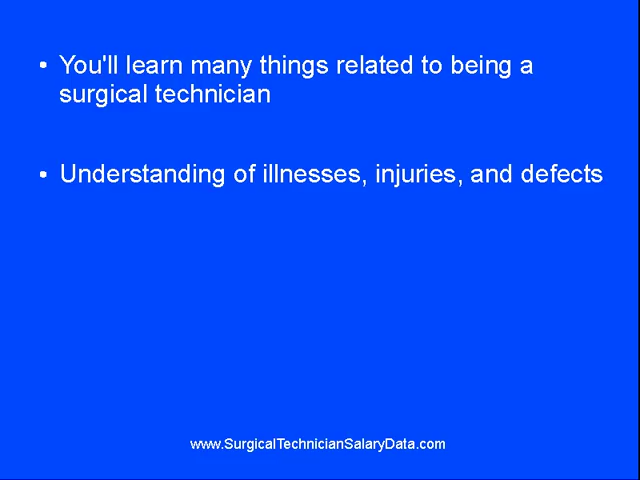 • You'll learn many things related to being a
surgical technician
• Understanding of illnesses, injuries, and defects
www.SurgicalTechnicianSalaryData.com